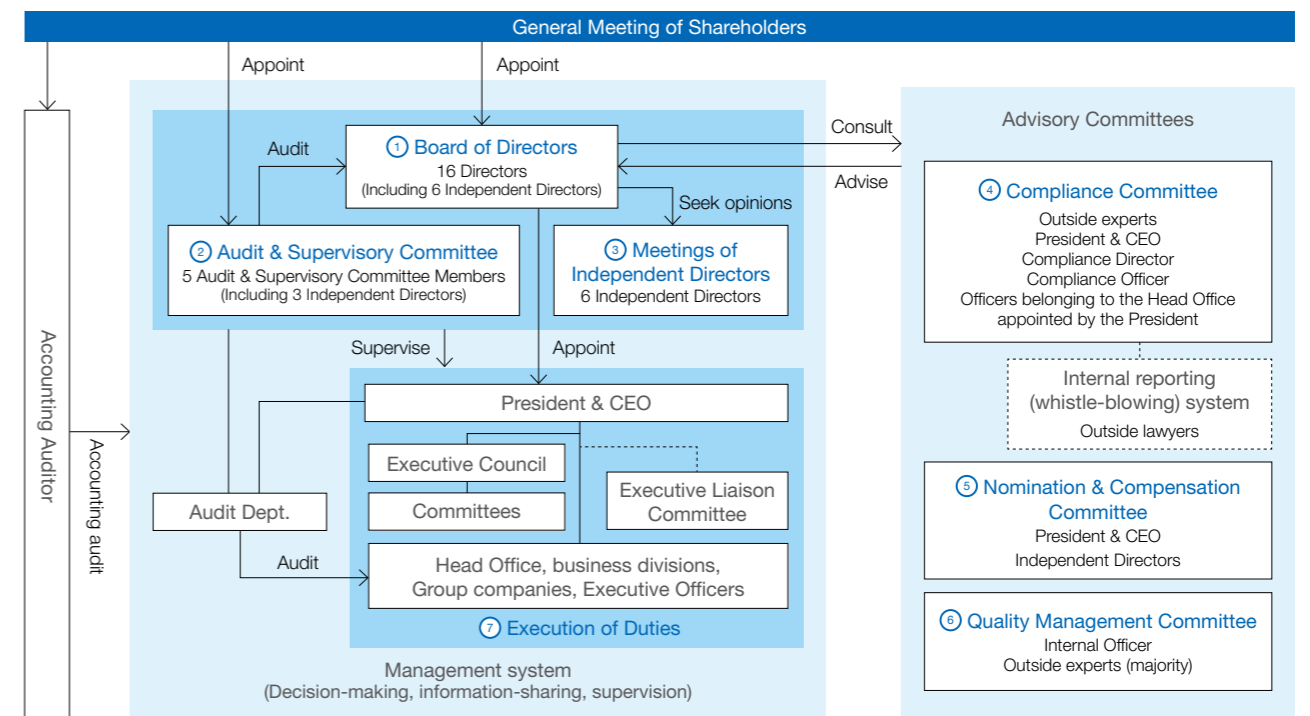 General Meeting of Shareholders
Appoint
Appoint
Accounting Auditor
Accounting audit
① Board of Directors
16 Directors
(Including 6 Independent Directors)
Audit
Consult
Advise
Seek opinions
② Audit & Supervisory Committee
5 Audit & Supervisory Committee Members
(Including 3 Independent Directors)
③ Meetings of
Independent Directors
6 Independent Directors
Supervise
Appoint
President & CEO
Executive Council
Committees
Executive Liaison
Committee
Audit Dept.
Audit
Head Office, business divisions,
Group companies, Executive Officers
⑦ Execution of Duties
Management system
(Decision-making, information-sharing, supervision)
Advisory Committees
④ Compliance Committee
Outside experts
President & CEO
Compliance Director
Compliance Officer
Officers belonging to the Head Office
appointed by the President
Internal reporting
(whistle-blowing) system
Outside lawyers
⑤ Nomination & Compensation
Committee
President & CEO
Independent Directors
⑥ Quality Management Committee
Internal Officer
Outside experts (majority)